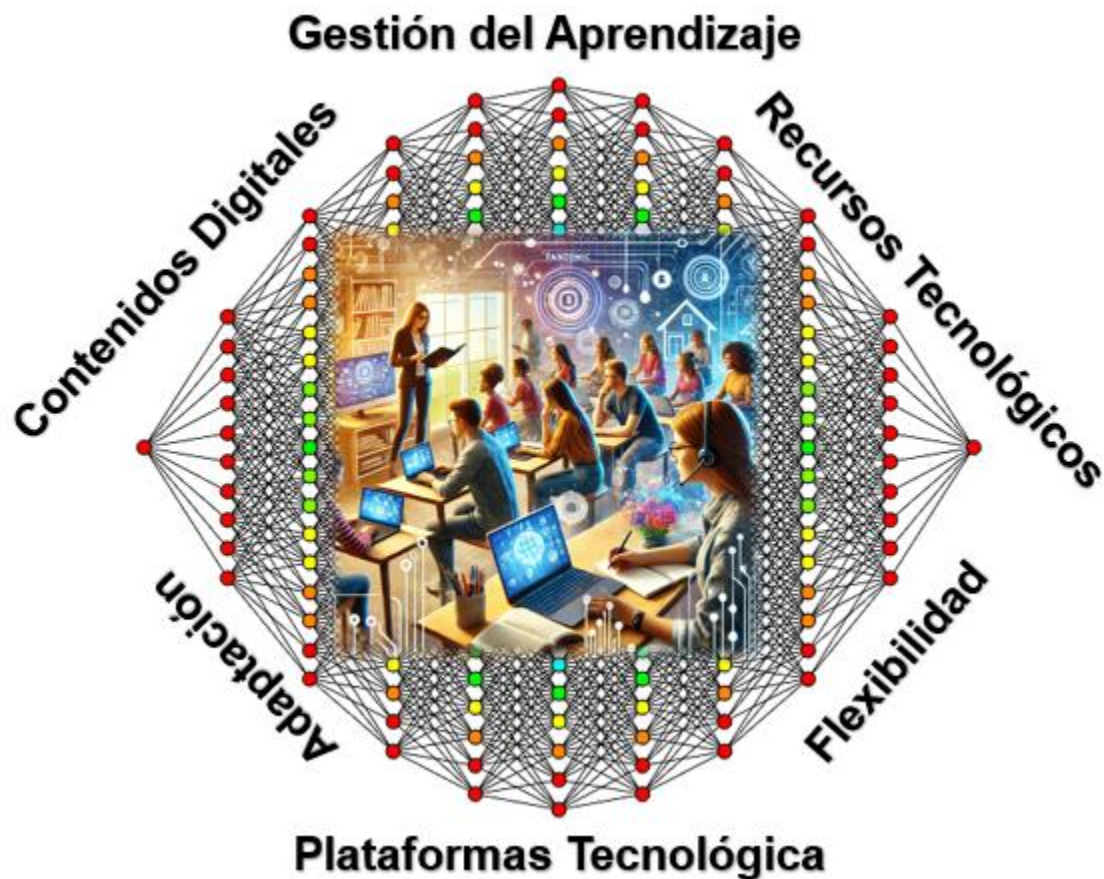 Gestión del Aprendizaje
Contenidos Digitales
Recursos Tecnológicos
Adaptación
Flexibilidad
Plataformas Tecnológica